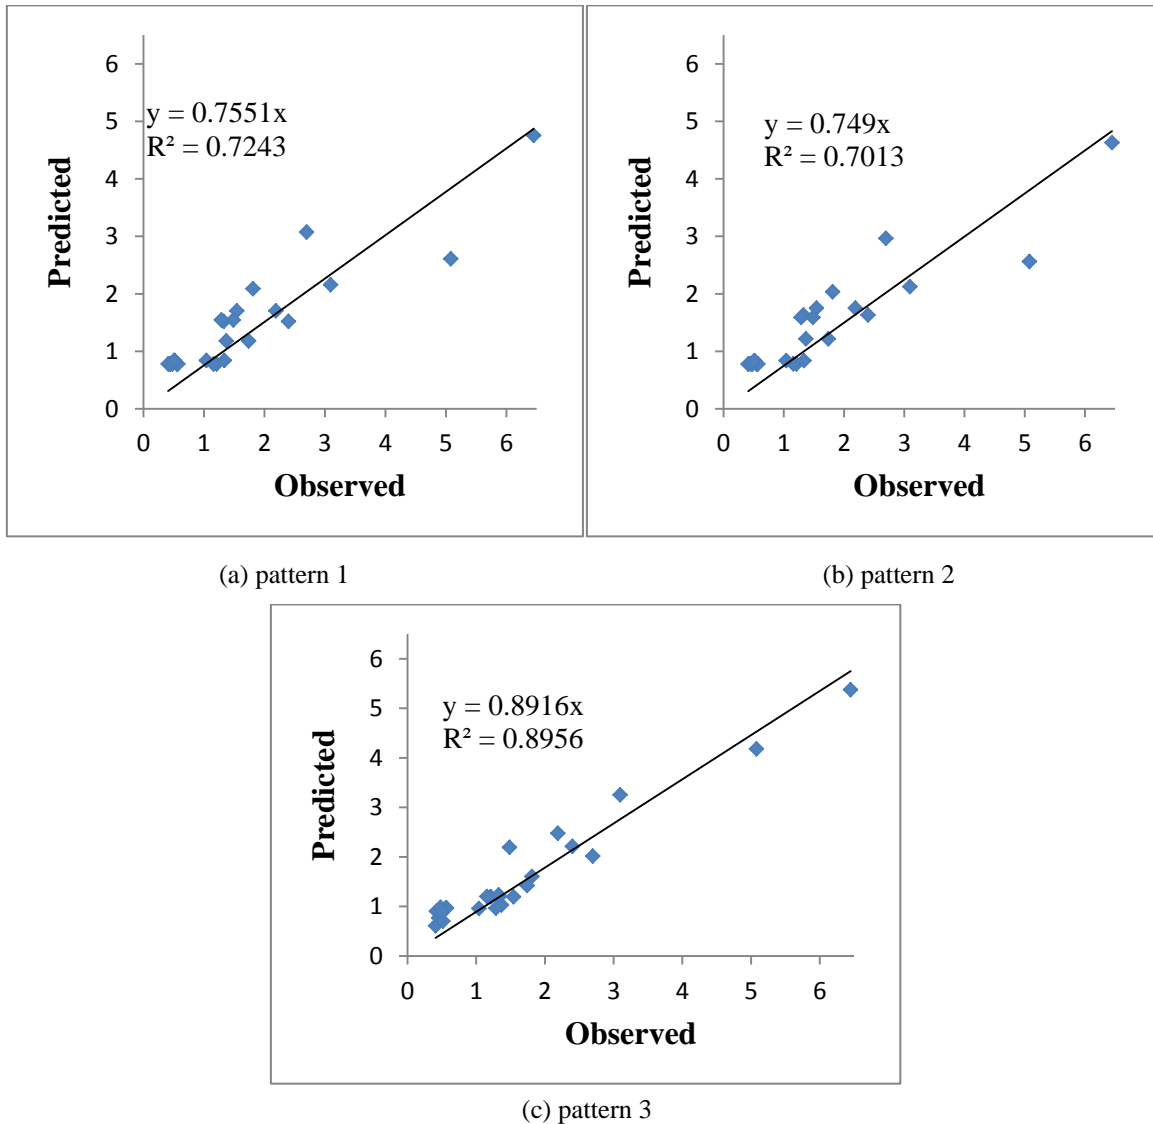 6
5
4
3
2
1
0
Predicted
y = 0.7551x
R² = 0.7243
0 1 2 3 4 5 6
Observed
6
5
4
3
2
1
0
Predicted
y = 0.749x
R² = 0.7013
0 1 2 3 4 5 6
Observed
(a) pattern 1
(b) pattern 2
6
5
4
3
2
1
0
Predicted
y = 0.8916x
R² = 0.8956
0 1 2 3 4 5 6
Observed
(c) pattern 3